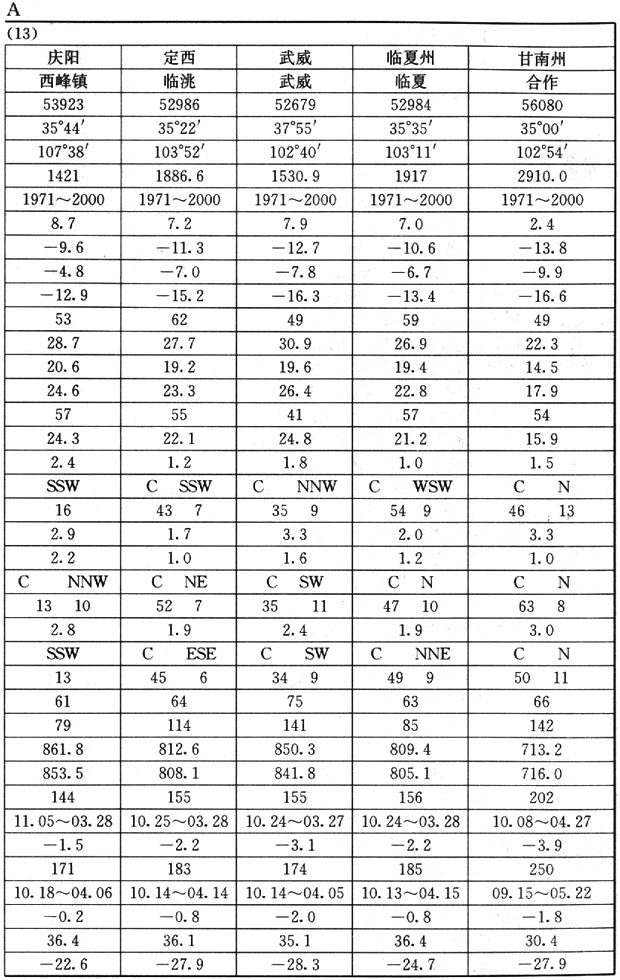 A
(13)
庆阳 定西 武威 临夏州 甘南州
西峰镇 临洮 武威 临夏 合作
53923 52986 52679 52984 56080
35°44′ 35°22′ 37°55′ 35°35′ 35°00′
107°38′ 103°52′ 102°40′ 103°11′ 102°54′
1421 1886.6 1530.9 1917 2910.0
1971～2000 1971～2000 1971～2000 1971～2000 1971～2000
8.7 7.2 7.9 7.0 2.4
−9.6 −11.3 −12.7 −10.6 −13.8
−4.8 −7.0 −7.8 −6.7 −9.9
−12.9 −15.2 −16.3 −13.4 −16.6
53 62 49 59 49
28.7 27.7 30.9 26.9 22.3
20.6 19.2 19.6 19.4 14.5
24.6 23.3 26.4 22.8 17.9
57 55 41 57 54
24.3 22.1 24.8 21.2 15.9
2.4 1.2 1.8 1.0 1.5
SSW C SSW C NNW C WSW C N
16 43 7 35 9 54 9 46 13
2.9 1.7 3.3 2.0 3.3
2.2 1.0 1.6 1.2 1.0
C NNW C NE C SW C N C N
13 10 52 7 35 11 47 10 63 8
2.8 1.9 2.4 1.9 3.0
SSW C ESE C SW C NNE C N
13 45 6 34 9 49 9 50 11
61 64 75 63 66
79 114 141 85 142
861.8 812.6 850.3 809.4 713.2
853.5 808.1 841.8 805.1 716.0
144 155 155 156 202
11.05～03.28 10.25～03.28 10.24～03.27 10.24～03.28 10.08～04.27
−1.5 −2.2 −3.1 −2.2 −3.9
171 183 174 185 250
10.18～04.06 10.14～04.14 10.14～04.05 10.13～04.15 09.15～05.22
−0.2 −0.8 −2.0 −0.8 −1.8
36.4 36.1 35.1 36.4 30.4
−22.6 −27.9 −28.3 −24.7 −27.9